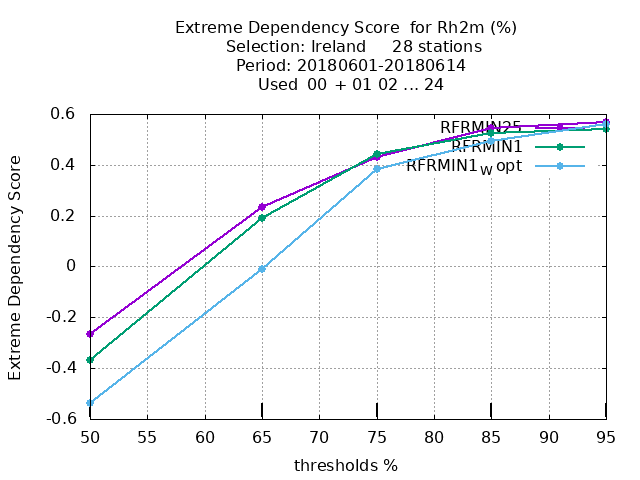 Extreme Dependency Score  for Rh2m (%)
Selection: Ireland     28 stations
Period: 20180601-20180614
Used  00  + 01 02 ... 24
Extreme Dependency Score
0.6
0.4
0.2
0
-0.2
-0.4
-0.6
RFRMIN25
RFRMIN1
RFRMIN1W opt
50 55 60 65 70 75 80 85 90 95
thresholds %